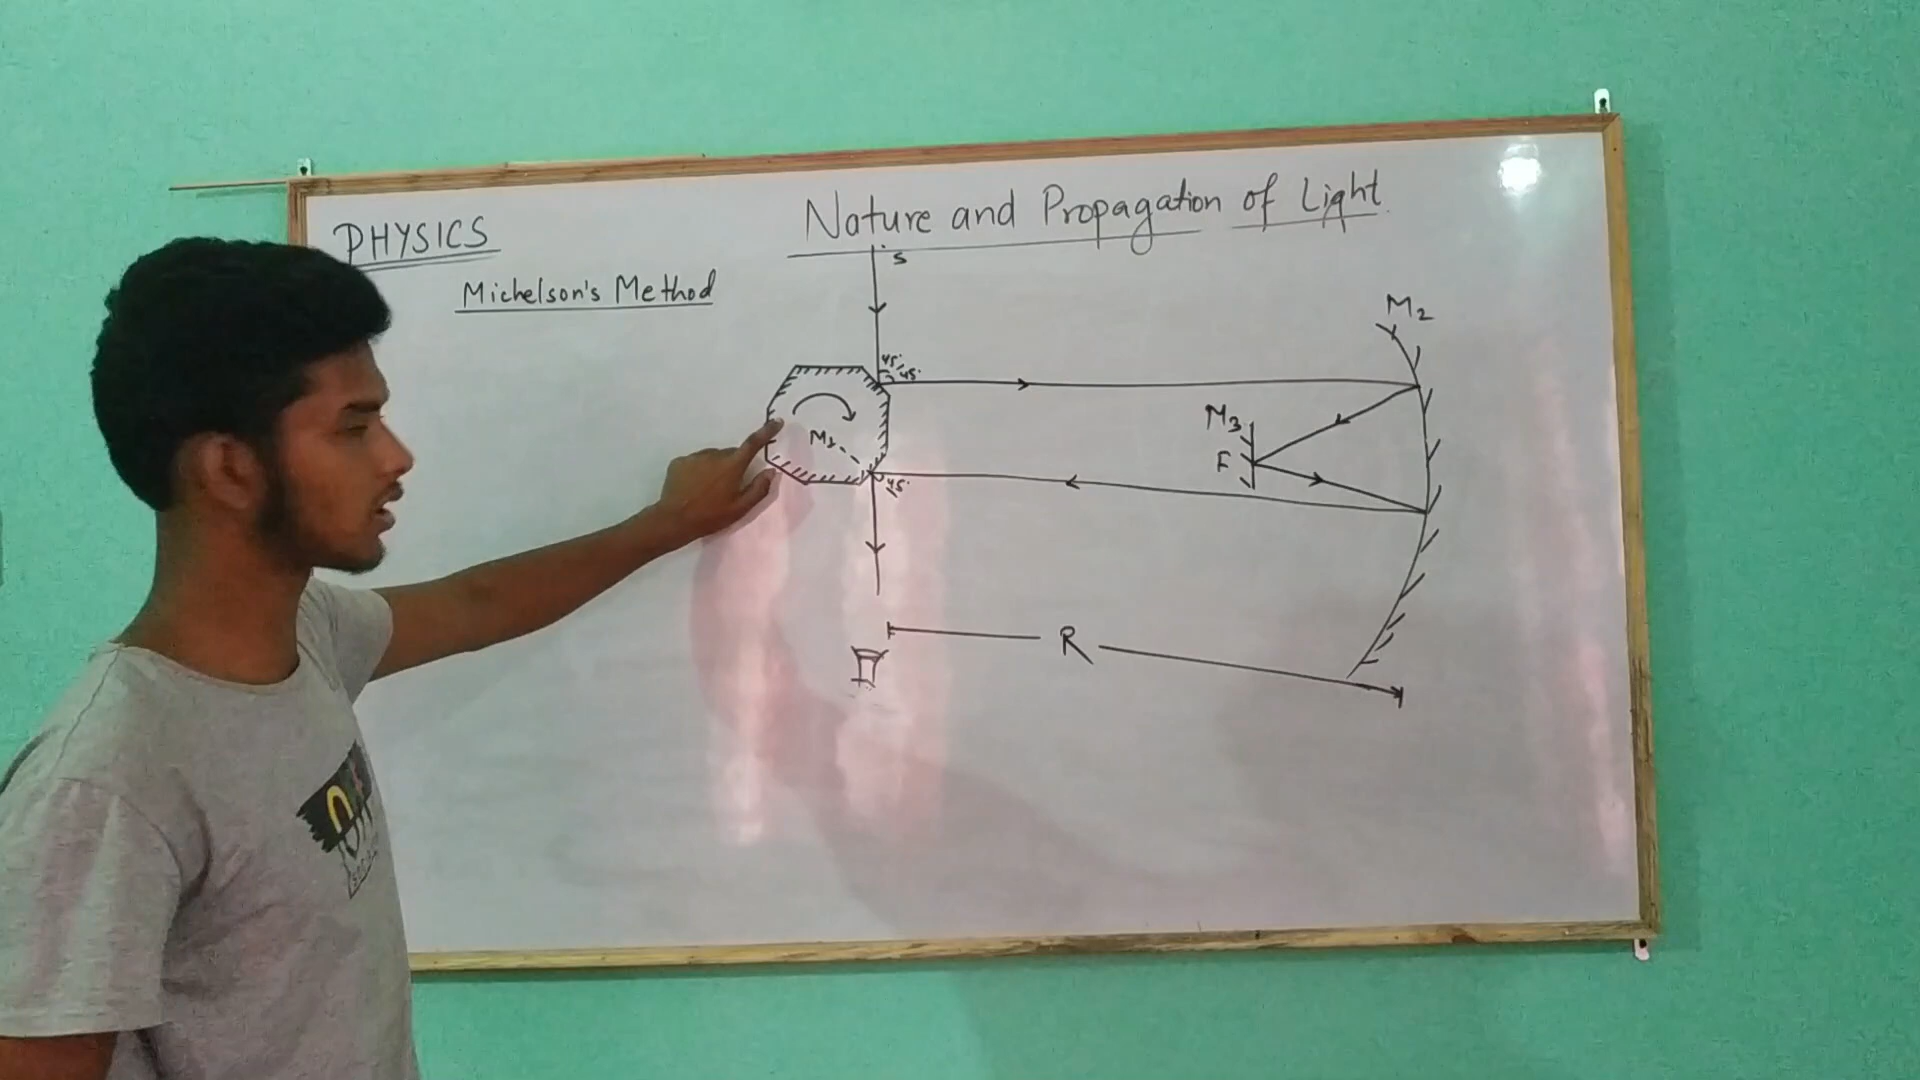 PHYSICS
Nature and Propagation of Light
Michelson's Method
S
45°
45°
M2
M1
M3
F
45°
R